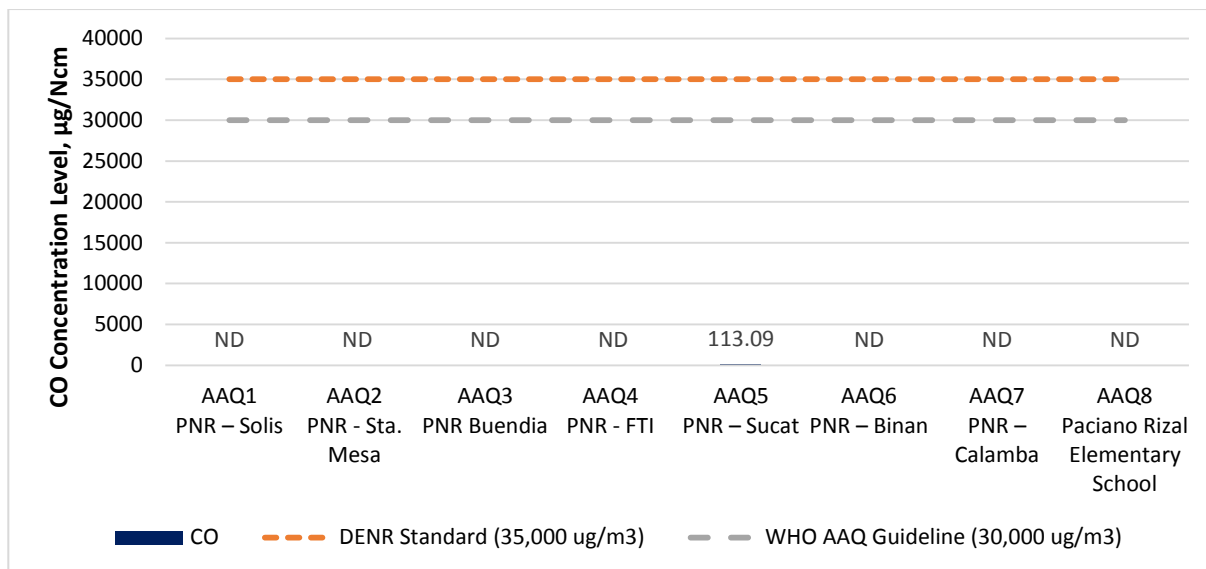 CO Concentration Level, µg/Ncm
40000
35000
30000
25000
20000
15000
10000
5000
0
ND ND ND ND 113.09 ND ND ND
AAQ1 AAQ2 AAQ3 AAQ4 AAQ5 AAQ6 AAQ7 AAQ8
PNR – Solis PNR - Sta. PNR Buendia PNR - FTI PNR – Sucat PNR – Binan PNR – Paciano Rizal
Mesa Calamba Elementary
School
CO DENR Standard (35,000 ug/m3) WHO AAQ Guideline (30,000 ug/m3)